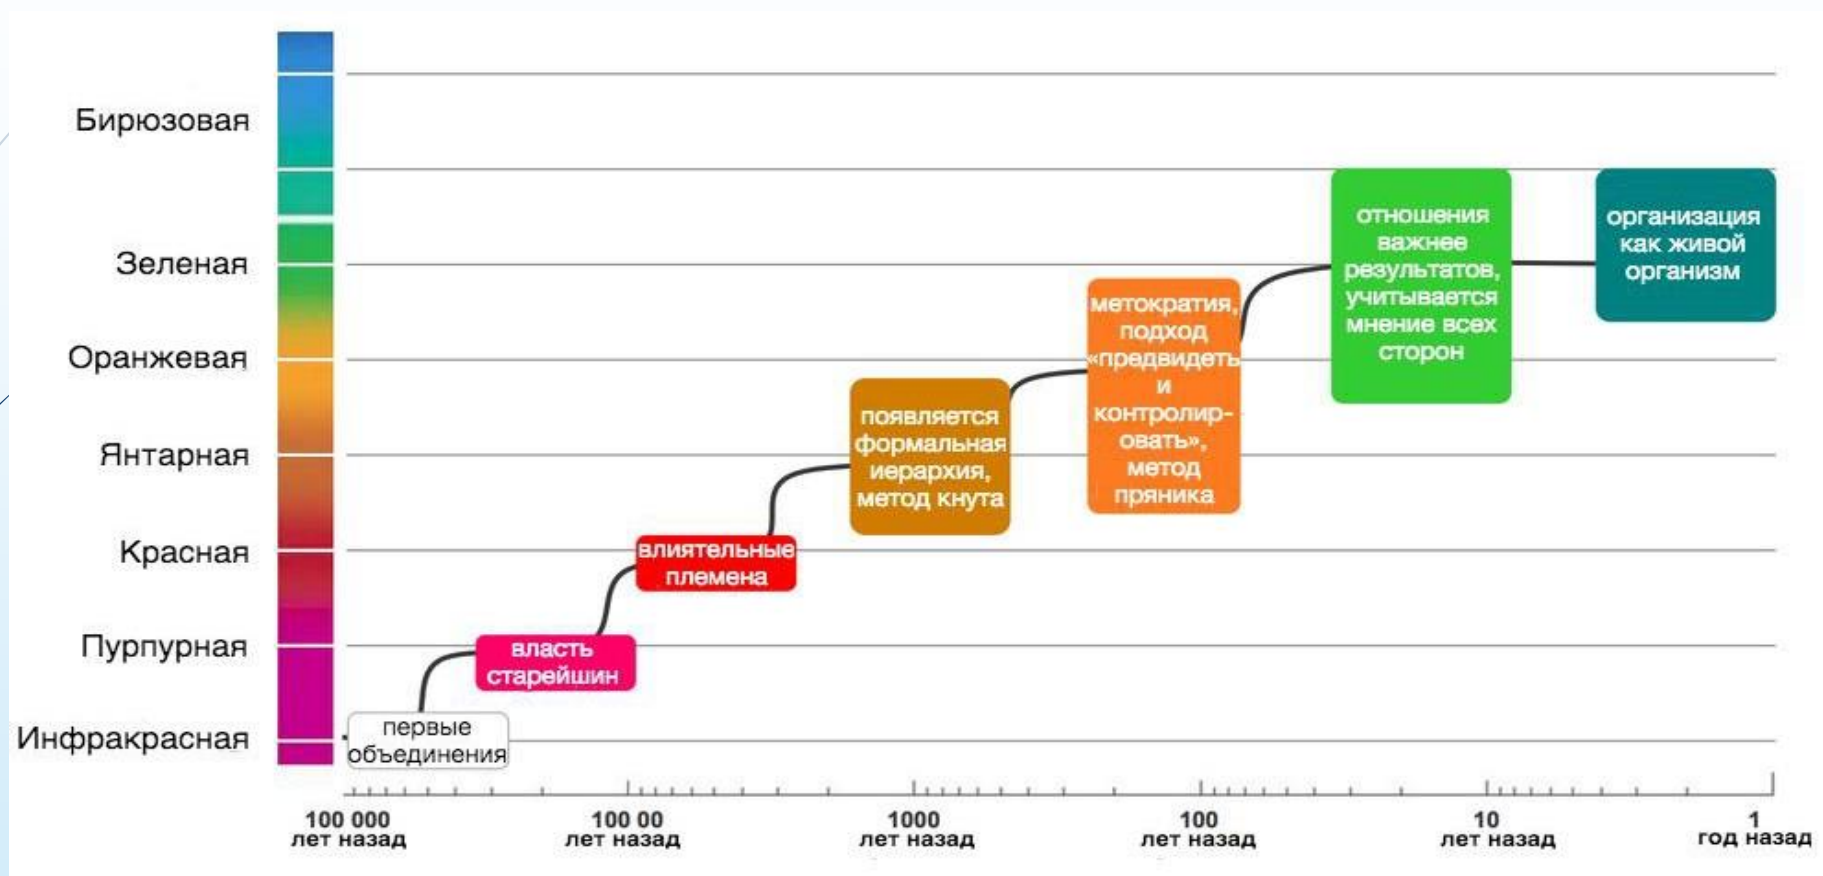 Бирюзовая
Зеленая
Оранжевая
Янтарная
Красная
Пурпурная
Инфракрасная
первые
объединения
власть
старейшин
влиятельные
племена
появляется
формальная
иерархия,
метод кнута
метократия,
подход
«предвидеть
и
контролир-
овать»,
метод
пряника
отношения
важнее
результатов,
учитывается
мнение всех
сторон
организация
как живой
организм
100 000
лет назад
100 00
лет назад
1000
лет назад
100
лет назад
10
лет назад
1
год назад